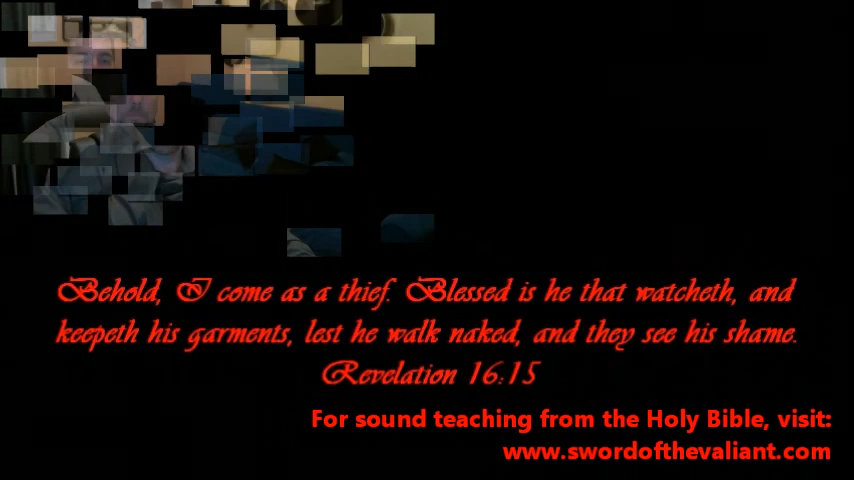 Behold, I come as a thief. Blessed is he that watcheth, and
keepeth his garments, lest he walk naked, and they see his shame.
Revelation 16:15
For sound teaching from the Holy Bible, visit:
www.swordofthevaliant.com